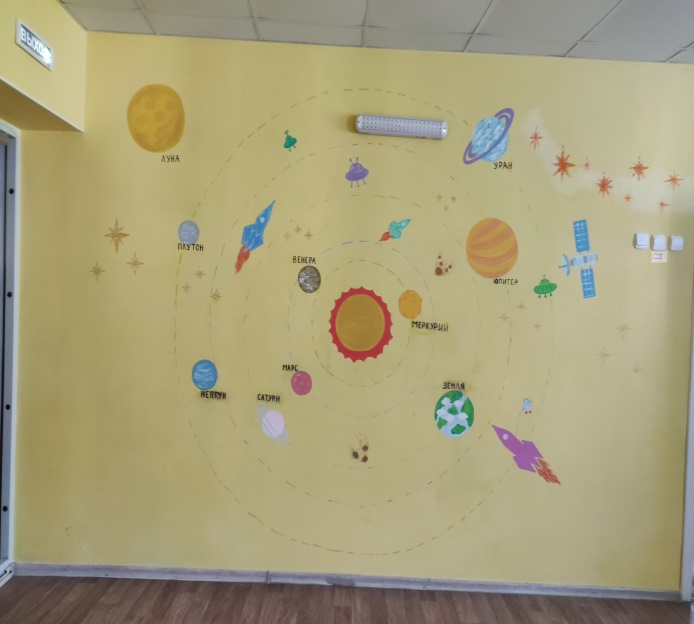 ВЫХОД
ЛУНА
УРАН
ПЛУТОН
ВЕНЕРА
ЮПИТЕР
МЕРКУРИЙ
МАРС
НЕПТУН
САТУРН
ЗЕМЛЯ